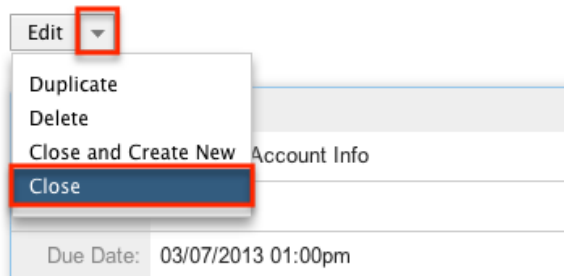 Edit
Duplicate
Delete
Close and Create New Account Info
Close
Due Date: 03/07/2013 01:00pm